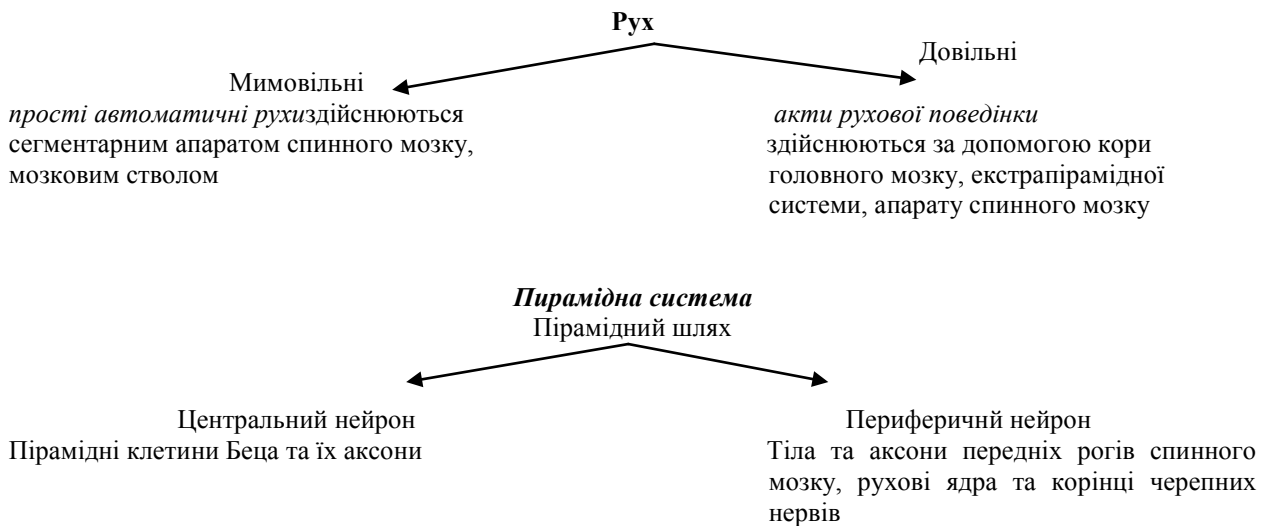 Рух
Довільні
Мимовільні
прості автоматичні рухиздійснюються
сегментарним апаратом спинного мозку,
мозковим стволом
акти рухової поведінки
здійснюються за допомогою кори
головного мозку, екстрапірамідної
системи, апарату спинного мозку
Пирамідна система
Пірамідний шлях
Центральний нейрон
Пірамідні клетини Беца та їх аксони
Периферичнй нейрон
Тіла та аксони передніх рогів спинного
мозку, рухові ядра та корінці черепних
нервів